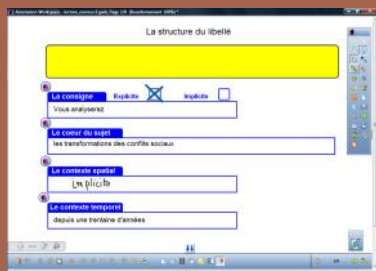 La structure du libellé
La consigne Explicite Implicite
Vous analyserez
Le coeur du sujet
les transformations des conflits sociaux
Le contexte spatial
implicite
Le contexte temporel
depuis une trentaine d'années